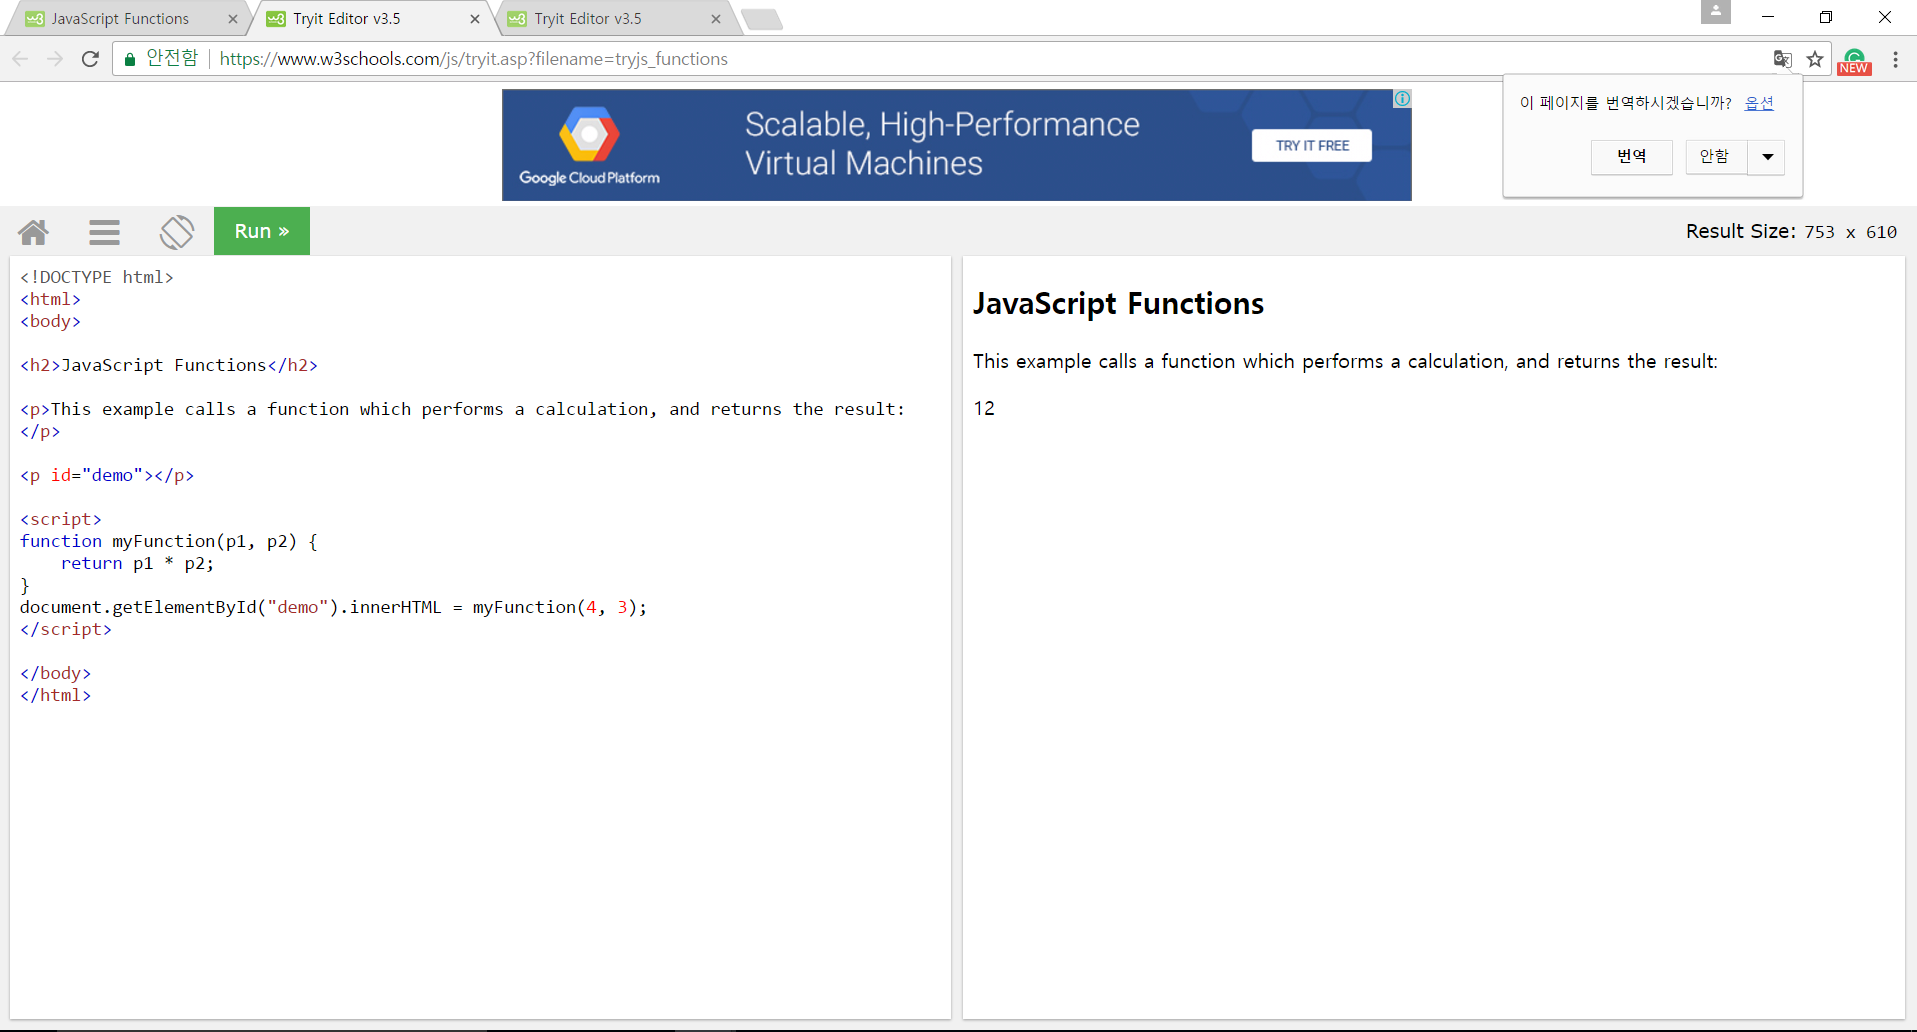 JavaScript Functions
Tryit Editor v3.5
Tryit Editor v3.5
안전함
https://www.w3schools.com/js/tryit.asp?filename=tryjs_functions
NEW
이 페이지를 번역하시겠습니까? 옵션
번역
안함
Google Cloud Platform
Scalable, High-Performance
Virtual Machines
TRY IT FREE
Run »
Result Size: 753 x 610
<!DOCTYPE html>
<html>
<body>
<h2>JavaScript Functions</h2>
<p>This example calls a function which performs a calculation, and returns the result:
</p>
<p id="demo"></p>
<script>
function myFunction(p1, p2) {
    return p1 * p2;
}
document.getElementById("demo").innerHTML = myFunction(4, 3);
</script>
</body>
</html>
JavaScript Functions
This example calls a function which performs a calculation, and returns the result:
12